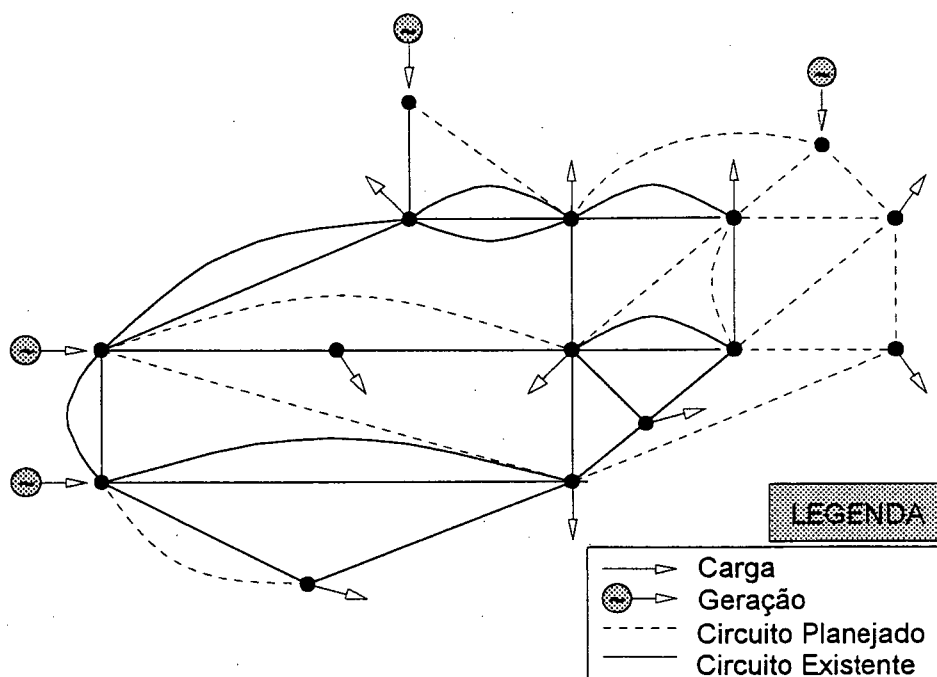 LEGENDA
Carga
Geração
Circuito Planejado
Circuito Existente